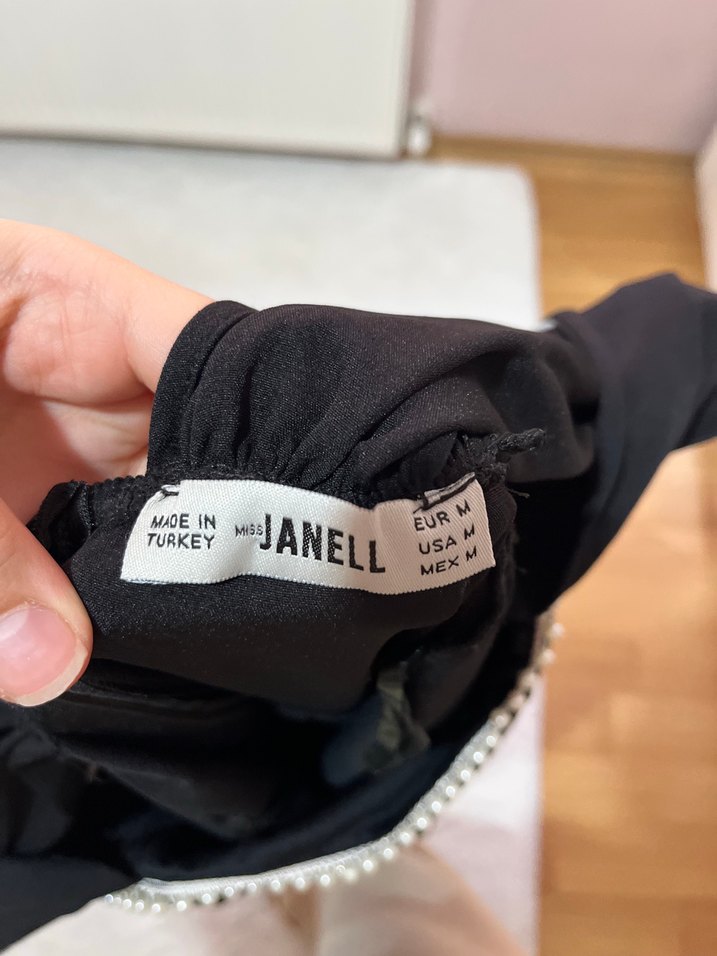 MADE IN
TURKEY
MISS JANELL
EUR M
USA M
MEX M